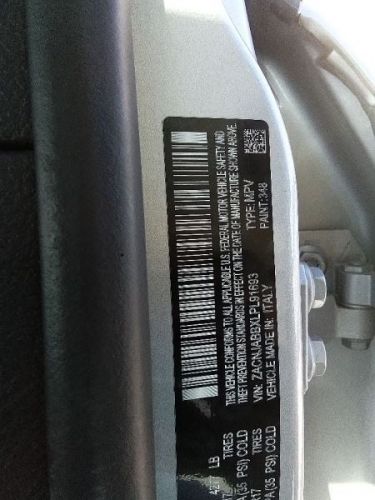 THIS VEHICLE CONFORMS TO ALL APPLICABLE U.S. FEDERAL MOTOR VEHICLE SAFETY AND
THEFT PREVENTION STANDARDS IN EFFECT ON THE DATE OF MANUFACTURE SHOWN ABOVE.
VIN: ZACNJABBXLPL91693 TYPE: MPV
VEHICLE MADE IN: ITALY PAINT: 348
LB
TIRES
(35 PSI) COLD
TIRES
(35 PSI) COLD